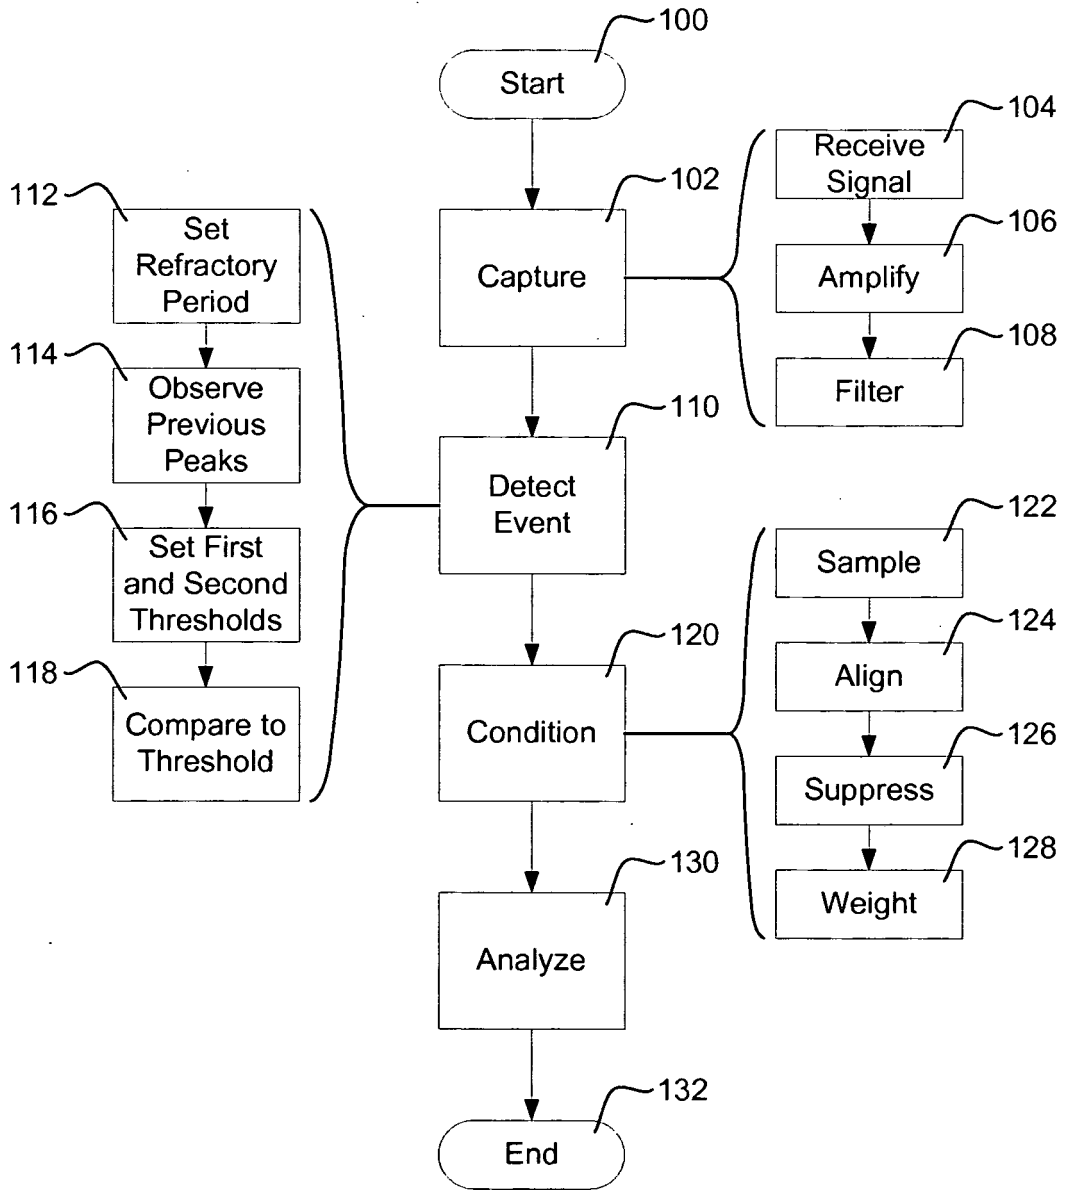 100
Start
104
Receive
Signal
102
Capture
112
Set
Refractory
Period
106
Amplify
108
Filter
114
Observe
Previous
Peaks
110
Detect
Event
116
Set First
and Second
Thresholds
118
Compare to
Threshold
122
Sample
124
Align
120
Condition
126
Suppress
128
Weight
130
Analyze
132
End